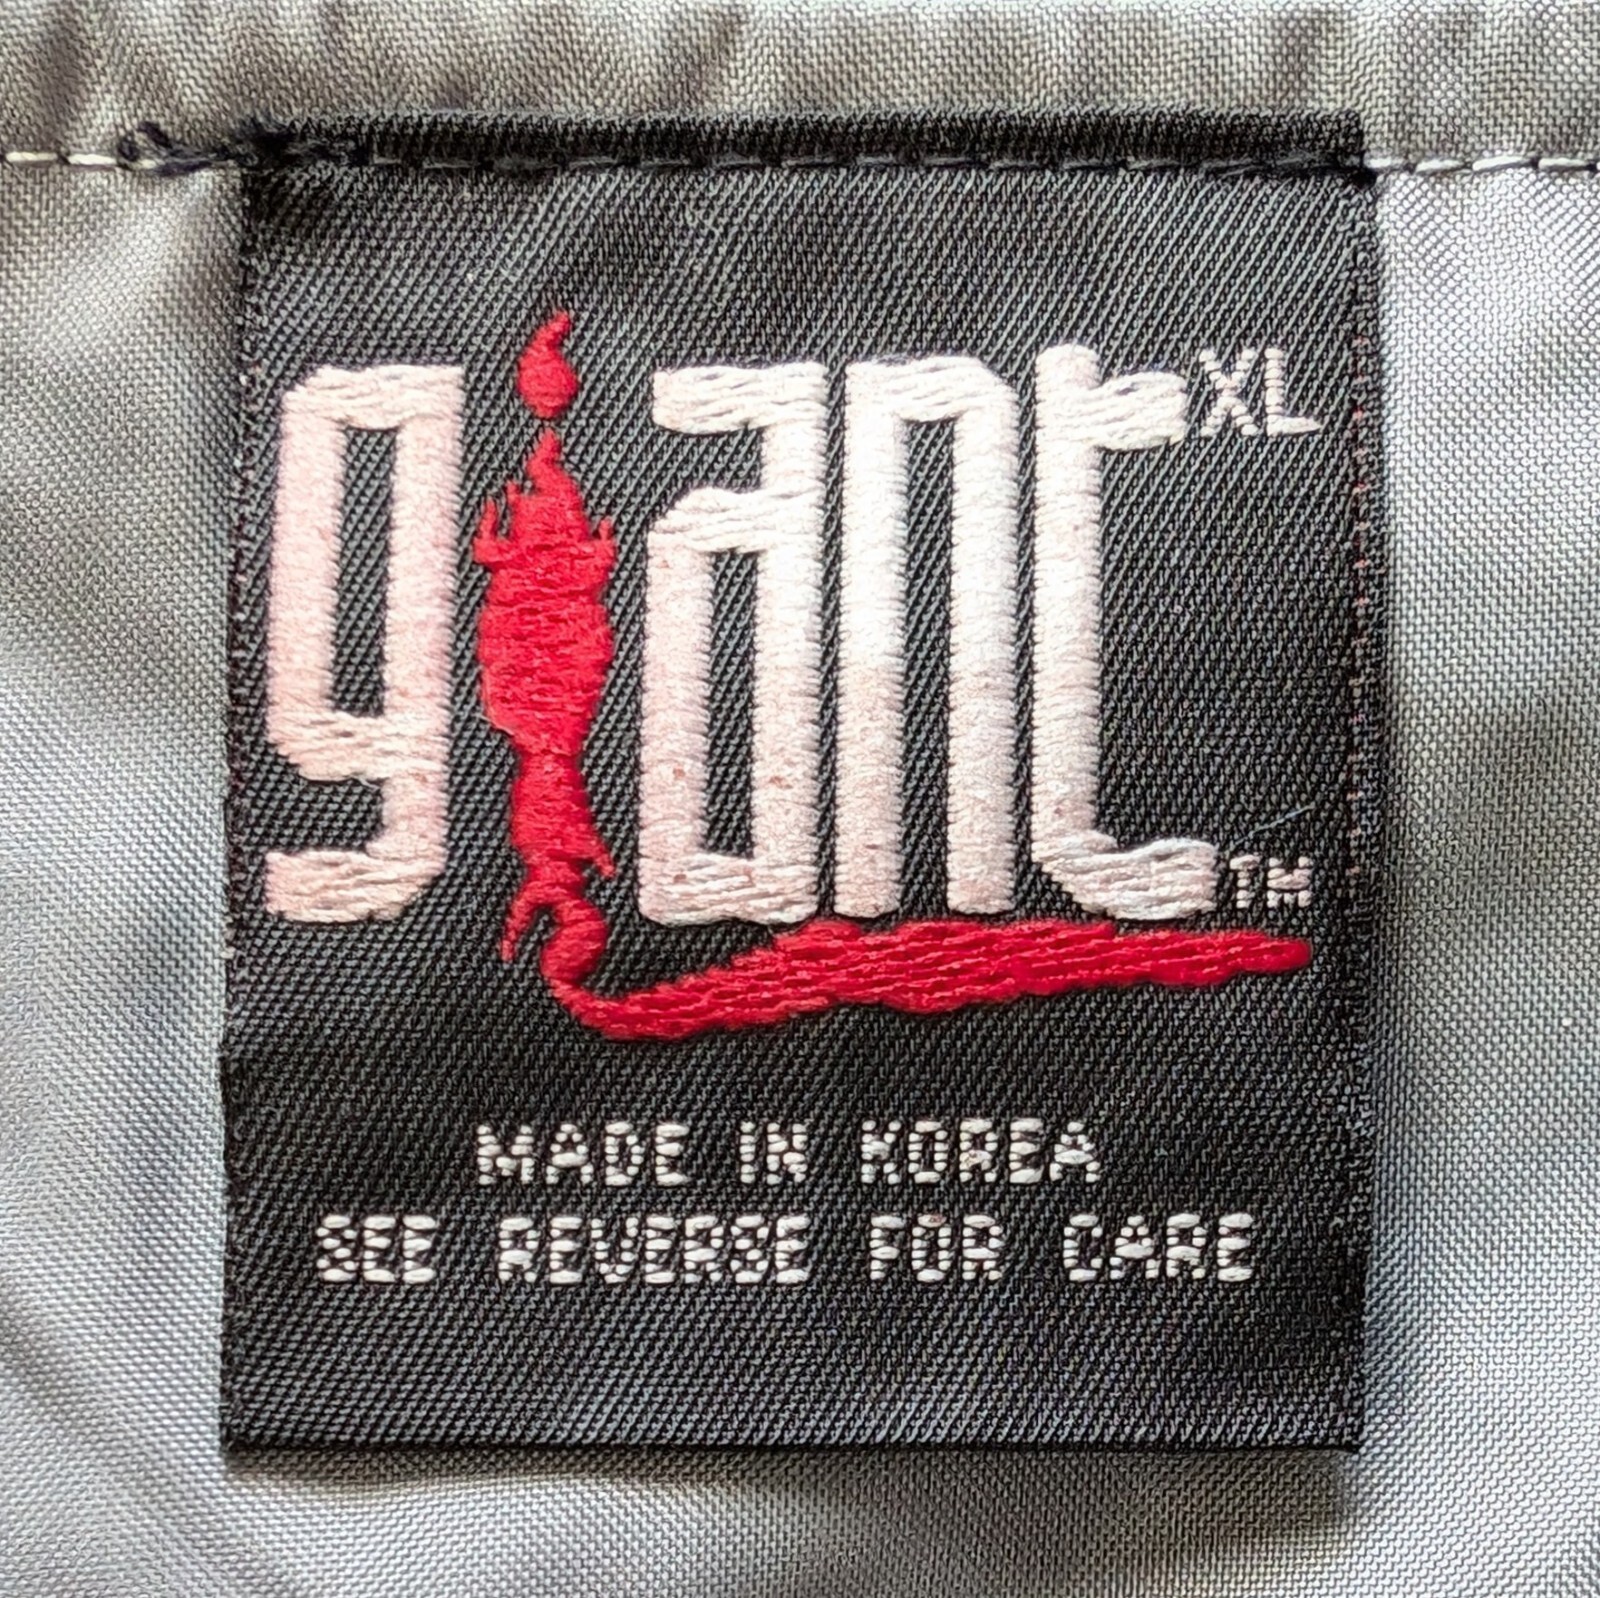 giant XL
TM
MADE IN KOREA
SEE REVERSE FOR CARE